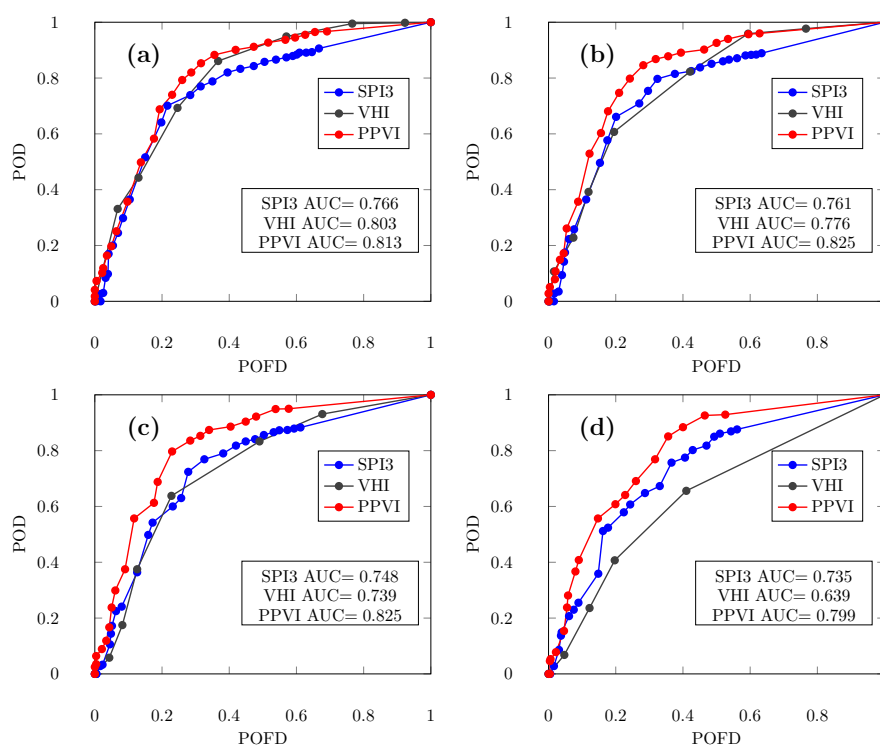 (a)
1
0.8
0.6
0.4
0.2
0
POD
SPI3
VHI
PPVI
SPI3 AUC= 0.766
VHI AUC= 0.803
PPVI AUC= 0.813
0 0.2 0.4 0.6 0.8 1
POFD
(b)
1
0.8
0.6
0.4
0.2
0
POD
SPI3
VHI
PPVI
SPI3 AUC= 0.761
VHI AUC= 0.776
PPVI AUC= 0.825
0 0.2 0.4 0.6 0.8
POFD
(c)
1
0.8
0.6
0.4
0.2
0
POD
SPI3
VHI
PPVI
SPI3 AUC= 0.748
VHI AUC= 0.739
PPVI AUC= 0.825
0 0.2 0.4 0.6 0.8 1
POFD
(d)
1
0.8
0.6
0.4
0.2
0
POD
SPI3
VHI
PPVI
SPI3 AUC= 0.735
VHI AUC= 0.639
PPVI AUC= 0.799
0 0.2 0.4 0.6 0.8
POFD